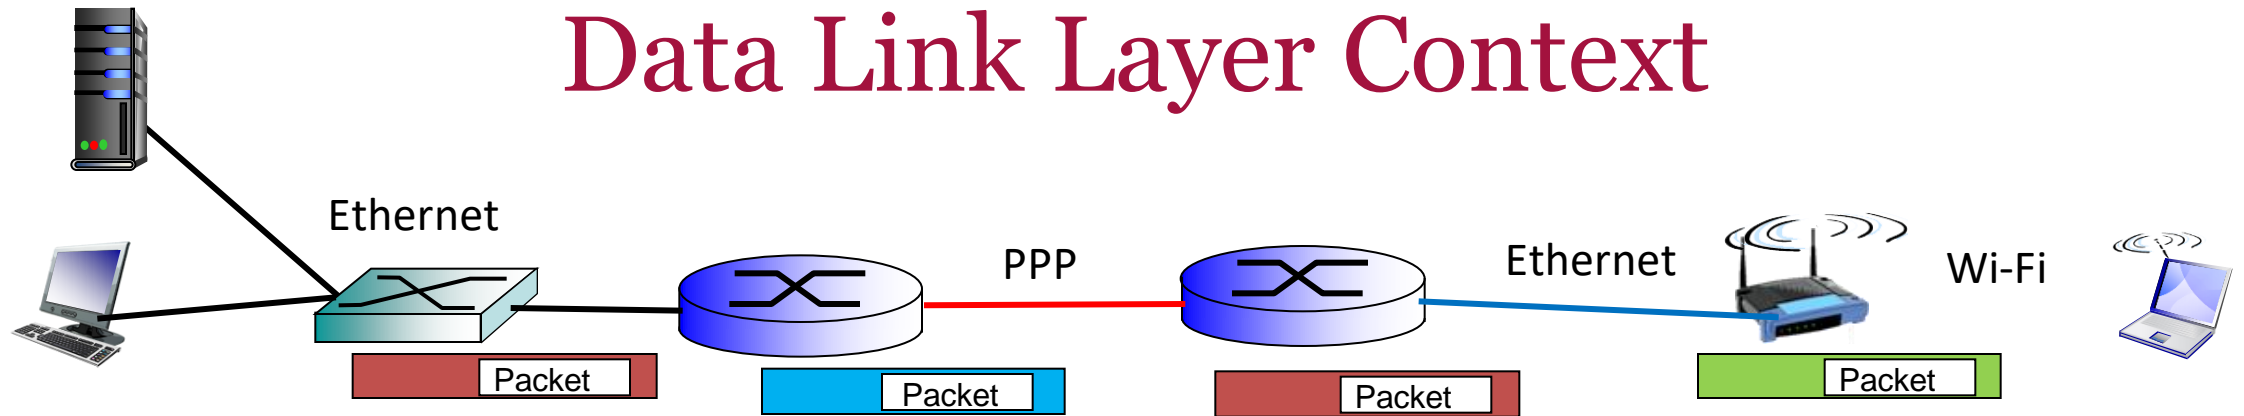 Data Link Layer Context
Ethernet
PPP
Ethernet
Wi-Fi
Packet
Packet
Packet
Packet